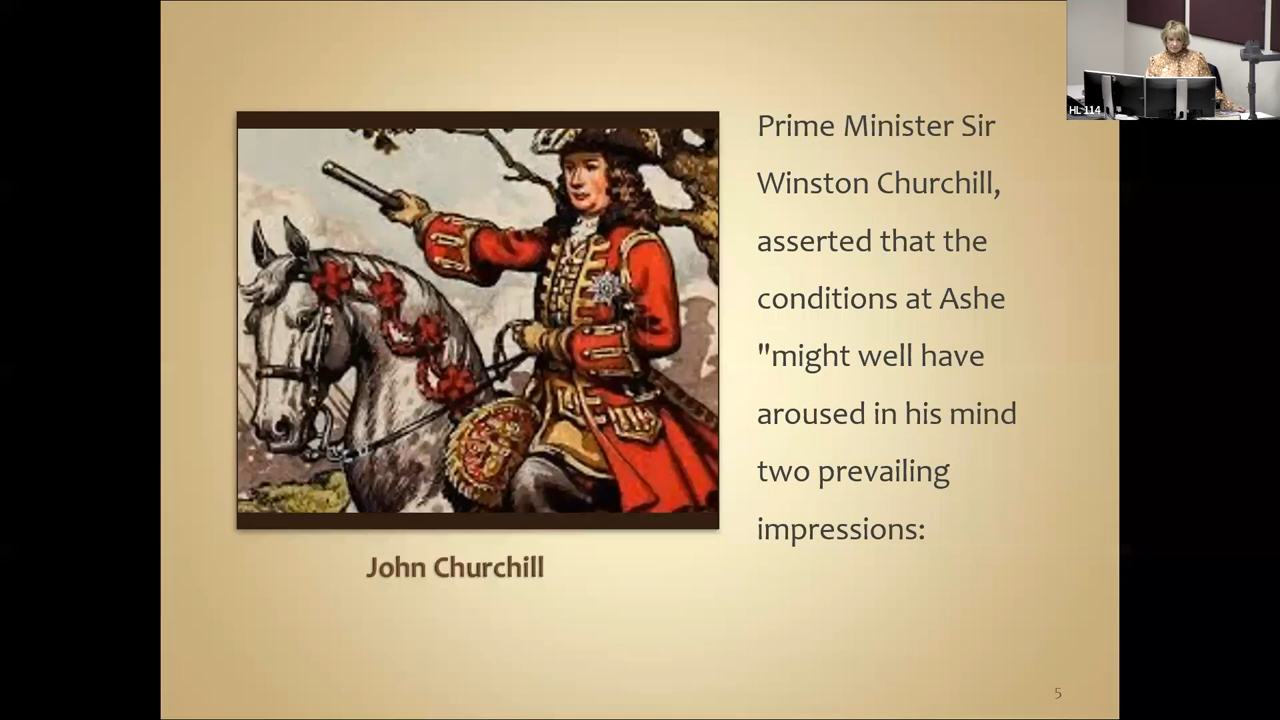 HL 114
Prime Minister Sir
Winston Churchill,
asserted that the
conditions at Ashe
"might well have
aroused in his mind
two prevailing
impressions:
John Churchill
5